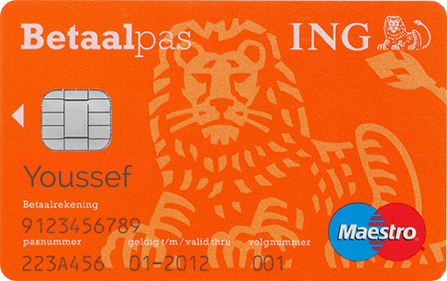 Betaalpas ING
Youssef
Betaalrekening
9123456789
pasnummer geldig t/m / valid thru volgnummer
223A456 01-2012 001
Maestro